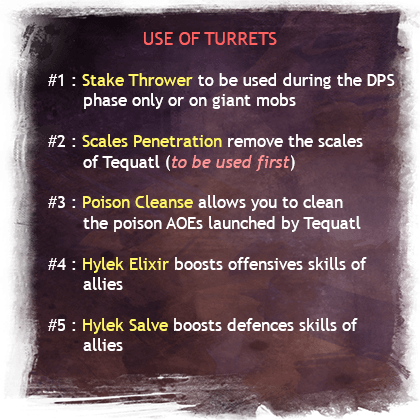 USE OF TURRETS
#1 : Stake Thrower to be used during the DPS
phase only or on giant mobs
#2 : Scales Penetration remove the scales
of Tequatl (to be used first)
#3 : Poison Cleanse allows you to clean
the poison AOEs launched by Tequatl
#4 : Hylek Elixir boosts offensives skills of
allies
#5 : Hylek Salve boosts defences skills of
allies